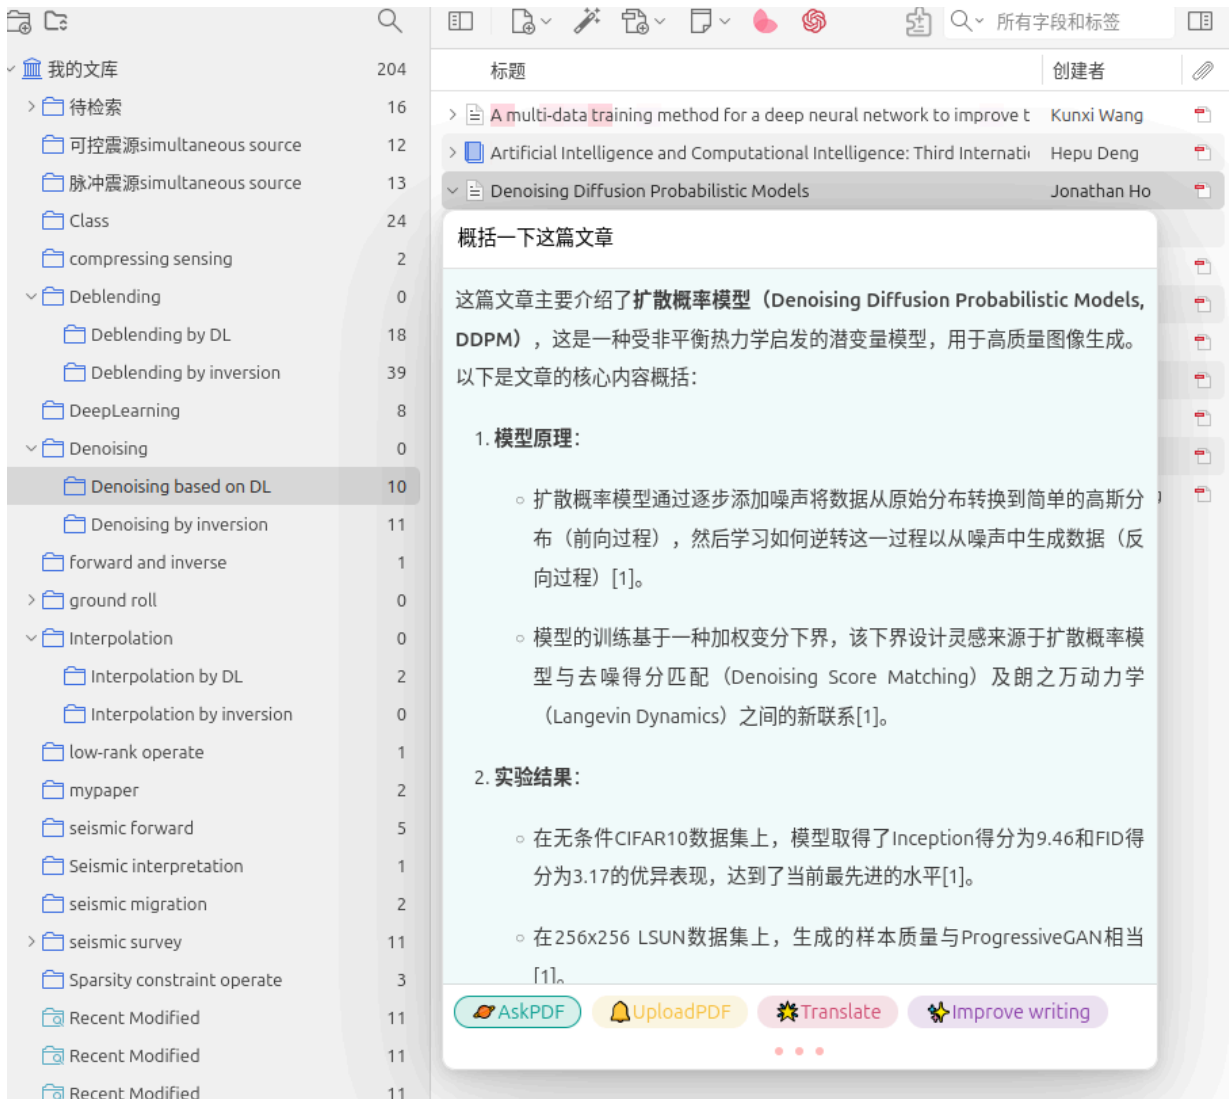 所有字段和标签
我的文库 204
待检索 16
可控震源simultaneous source 12
脉冲震源simultaneous source 13
Class 24
compressing sensing 2
Deblending 0
Deblending by DL 18
Deblending by inversion 39
DeepLearning 8
Denoising 0
Denoising based on DL 10
Denoising by inversion 11
forward and inverse 1
ground roll 0
Interpolation 0
Interpolation by DL 2
Interpolation by inversion 0
low-rank operate 1
mypaper 2
seismic forward 5
Seismic interpretation 1
seismic migration 2
seismic survey 11
Sparsity constraint operate 3
Recent Modified 11
Recent Modified 11
Recent Modified 11
标题 创建者
A multi-data training method for a deep neural network to improve t Kunxi Wang
Artificial Intelligence and Computational Intelligence: Third Internati Hepu Deng
Denoising Diffusion Probabilistic Models Jonathan Ho
概括一下这篇文章
这篇文章主要介绍了扩散概率模型（Denoising Diffusion Probabilistic Models,
DDPM），这是一种受非平衡热力学启发的潜变量模型，用于高质量图像生成。
以下是文章的核心内容概括：
1. 模型原理：
扩散概率模型通过逐步添加噪声将数据从原始分布转换到简单的高斯分
布（前向过程），然后学习如何逆转这一过程以从噪声中生成数据（反
向过程）[1]。
模型的训练基于一种加权变分下界，该下界设计灵感来源于扩散概率模
型与去噪得分匹配（Denoising Score Matching）及朗之万动力学
（Langevin Dynamics）之间的新联系[1]。
2. 实验结果：
在无条件CIFAR10数据集上，模型取得了Inception得分为9.46和FID得
分为3.17的优异表现，达到了当前最先进的水平[1]。
在256x256 LSUN数据集上，生成的样本质量与ProgressiveGAN相当
[1]。
AskPDF UploadPDF Translate Improve writing